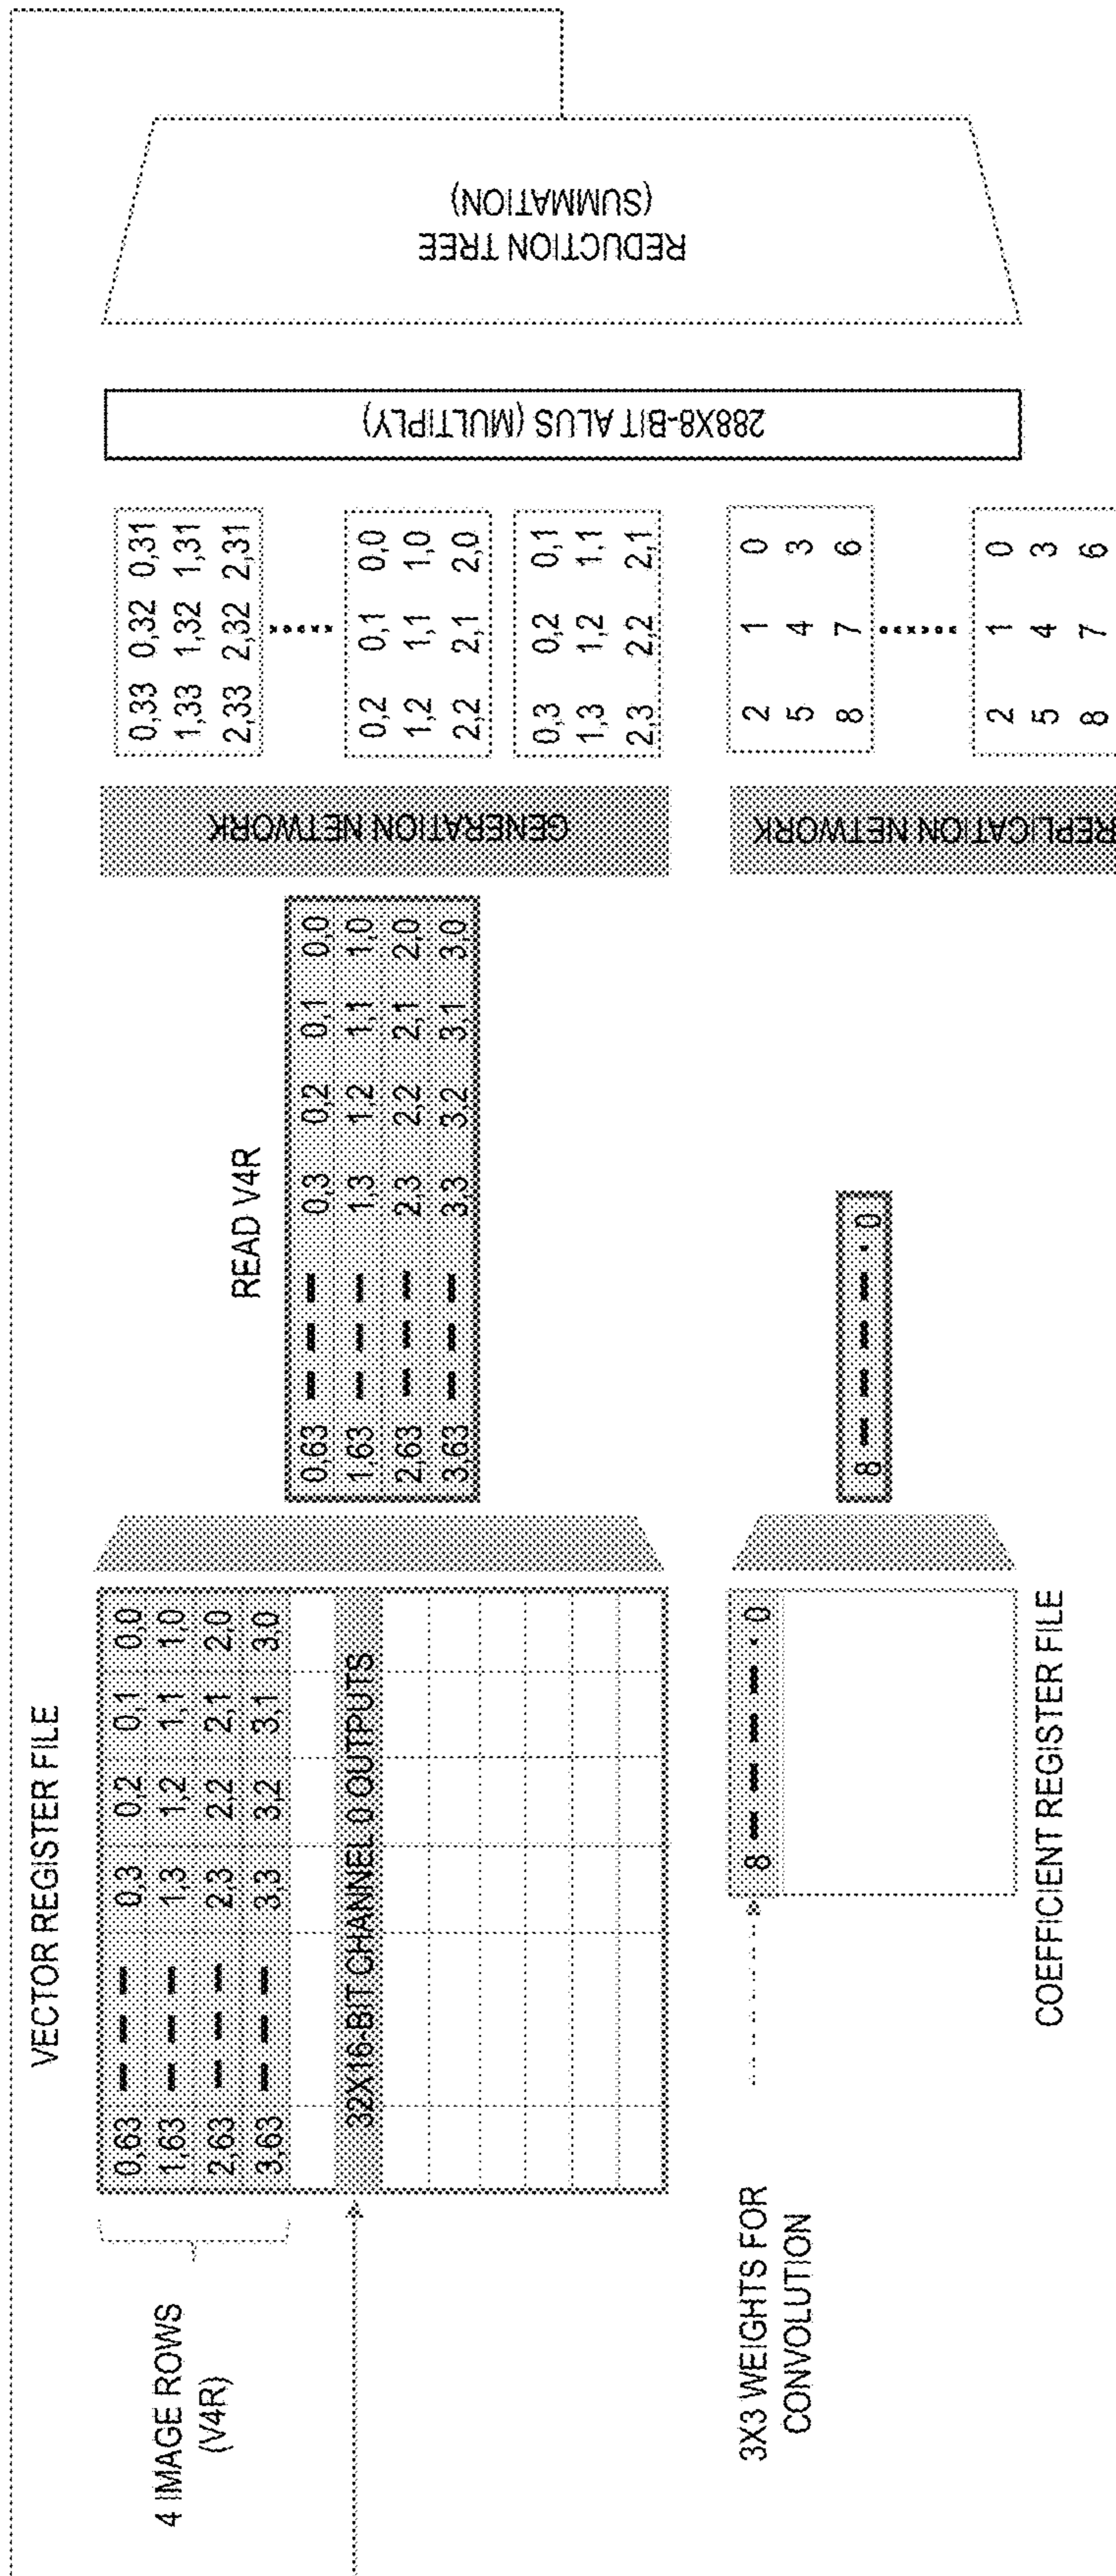 VECTOR REGISTER FILE
4 IMAGE ROWS
(V4R)
0,63 — — — 0,3 0,2 0,1 0,0
1,63 — — — 1,3 1,2 1,1 1,0
2,63 — — — 2,3 2,2 2,1 2,0
3,63 — — — 3,3 3,2 3,1 3,0
32X16-BIT CHANNEL 0 OUTPUTS
READ V4R
0,63 — — — 0,3 0,2 0,1 0,0
1,63 — — — 1,3 1,2 1,1 1,0
2,63 — — — 2,3 2,2 2,1 2,0
3,63 — — — 3,3 3,2 3,1 3,0
GENERATION NETWORK
0,33 0,32 0,31
1,33 1,32 1,31
2,33 2,32 2,31
0,2 0,1 0,0
1,2 1,1 1,0
2,2 2,1 2,0
0,3 0,2 0,1
1,3 1,2 1,1
2,3 2,2 2,1
288X8-BIT ALUS (MULTIPLY)
REDUCTION TREE
(SUMMATION)
3X3 WEIGHTS FOR
CONVOLUTION
8 — — — — · 0
COEFFICIENT REGISTER FILE
8 — — — — · 0
REPLICATION NETWORK
2 1 0
5 4 3
8 7 6
2 1 0
5 4 3
8 7 6